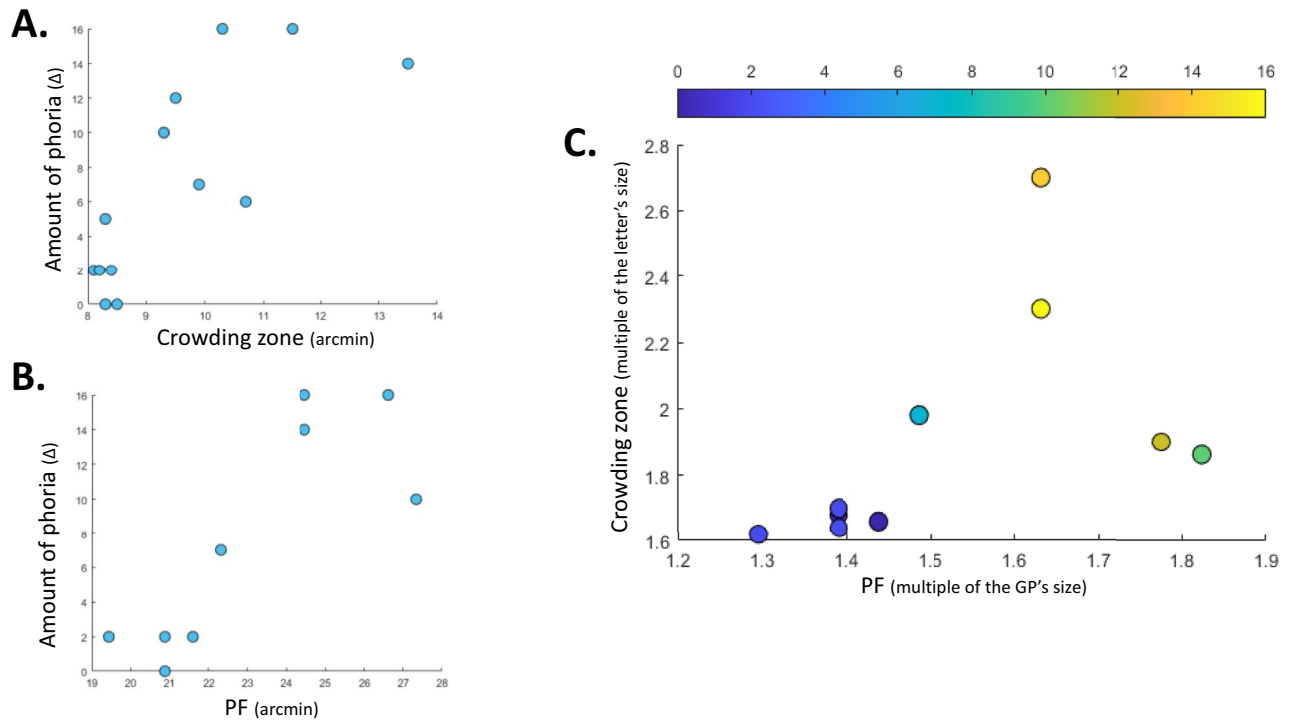 A.
Amount of phoria (Δ)
16
14
12
10
8
6
4
2
0
8 9 10 11 12 13 14
Crowding zone (arcmin)
B.
Amount of phoria (Δ)
16
14
12
10
8
6
4
2
0
19 20 21 22 23 24 25 26 27 28
PF (arcmin)
0 2 4 6 8 10 12 14 16
C.
Crowding zone (multiple of the letter's size)
2.8
2.6
2.4
2.2
2
1.8
1.6
1.2 1.3 1.4 1.5 1.6 1.7 1.8 1.9
PF (multiple of the GP's size)